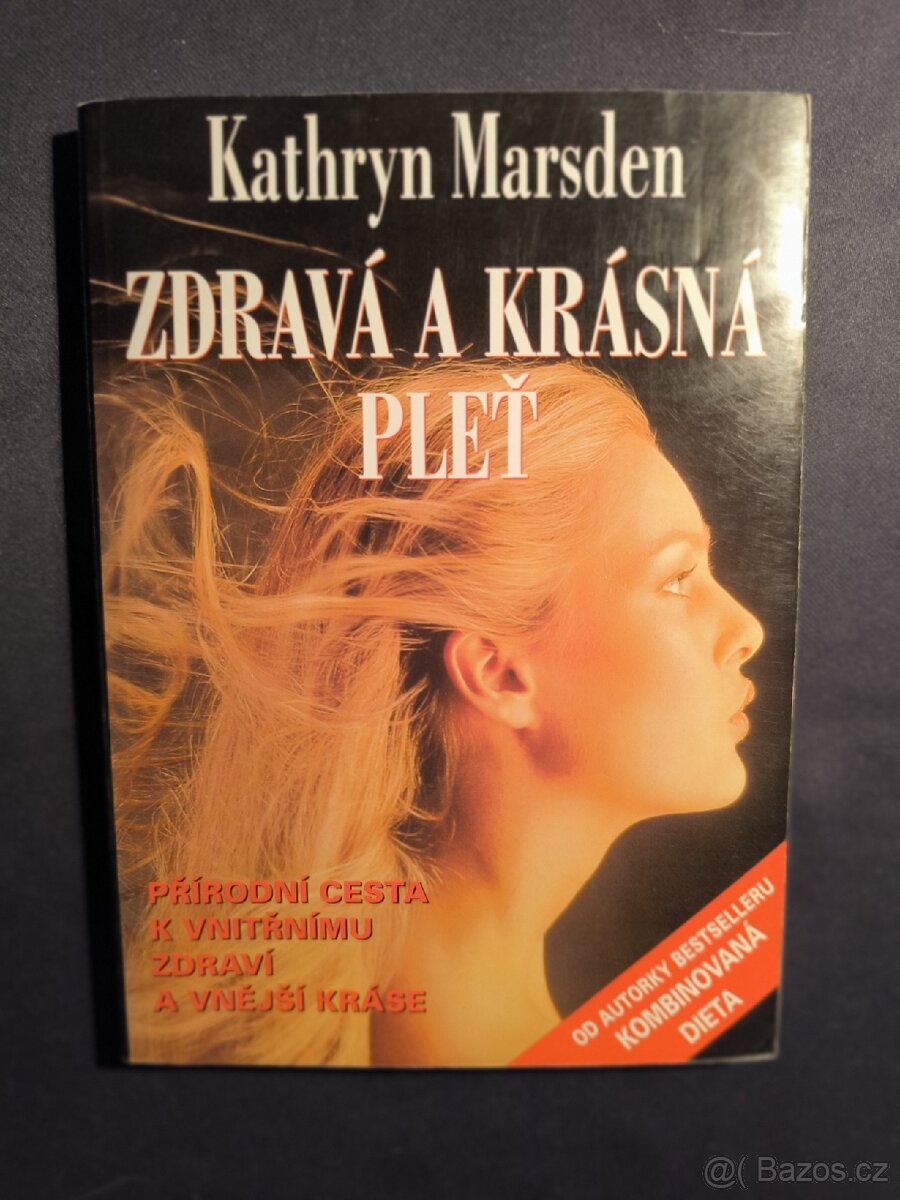 Kathryn Marsden
ZDRAVÁ A KRÁSNÁ
PLEŤ
PŘÍRODNÍ CESTA
K VNITŘNÍMU
ZDRAVÍ
A VNĚJŠÍ KRÁSE
OD AUTORKY BESTSELLERU
KOMBINOVANÁ
DIETA
@( Bazos.cz